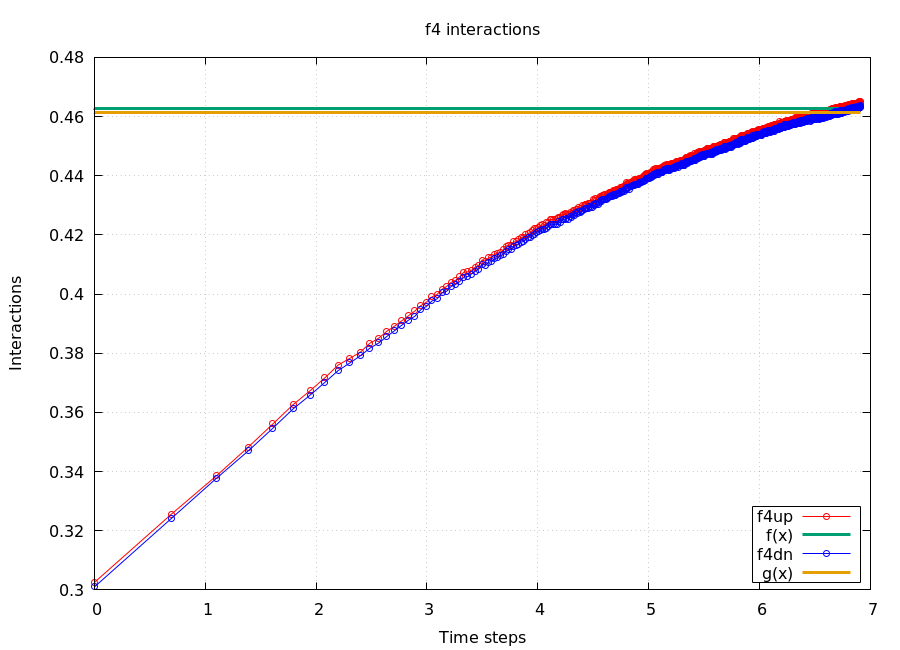 f4 interactions
0.48
0.46
0.44
0.42
0.4
0.38
0.36
0.34
0.32
0.3
Interactions
f4up
f(x)
f4dn
g(x)
0 1 2 3 4 5 6 7
Time steps